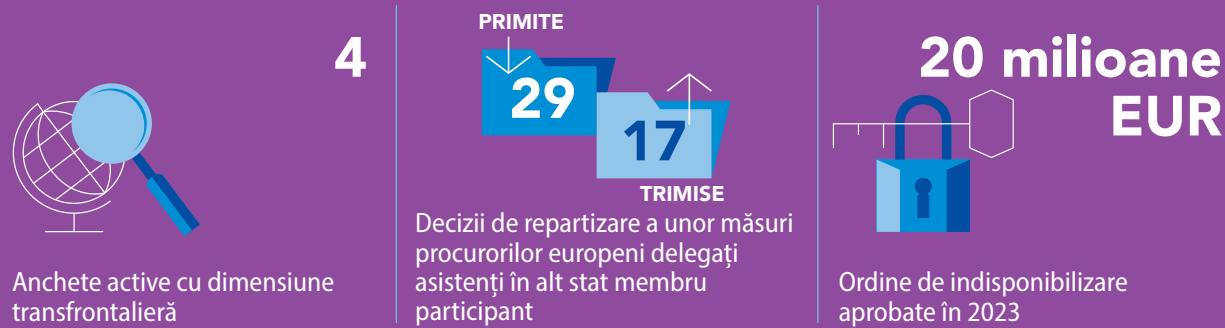 4
Anchete active cu dimensiune
transfrontalieră
PRIMITE
29
17
TRIMISE
Decizii de repartizare a unor măsuri
procurorilor europeni delegați
asistenți în alt stat membru
participant
20 milioane
EUR
Ordine de indisponibilizare
aprobate în 2023